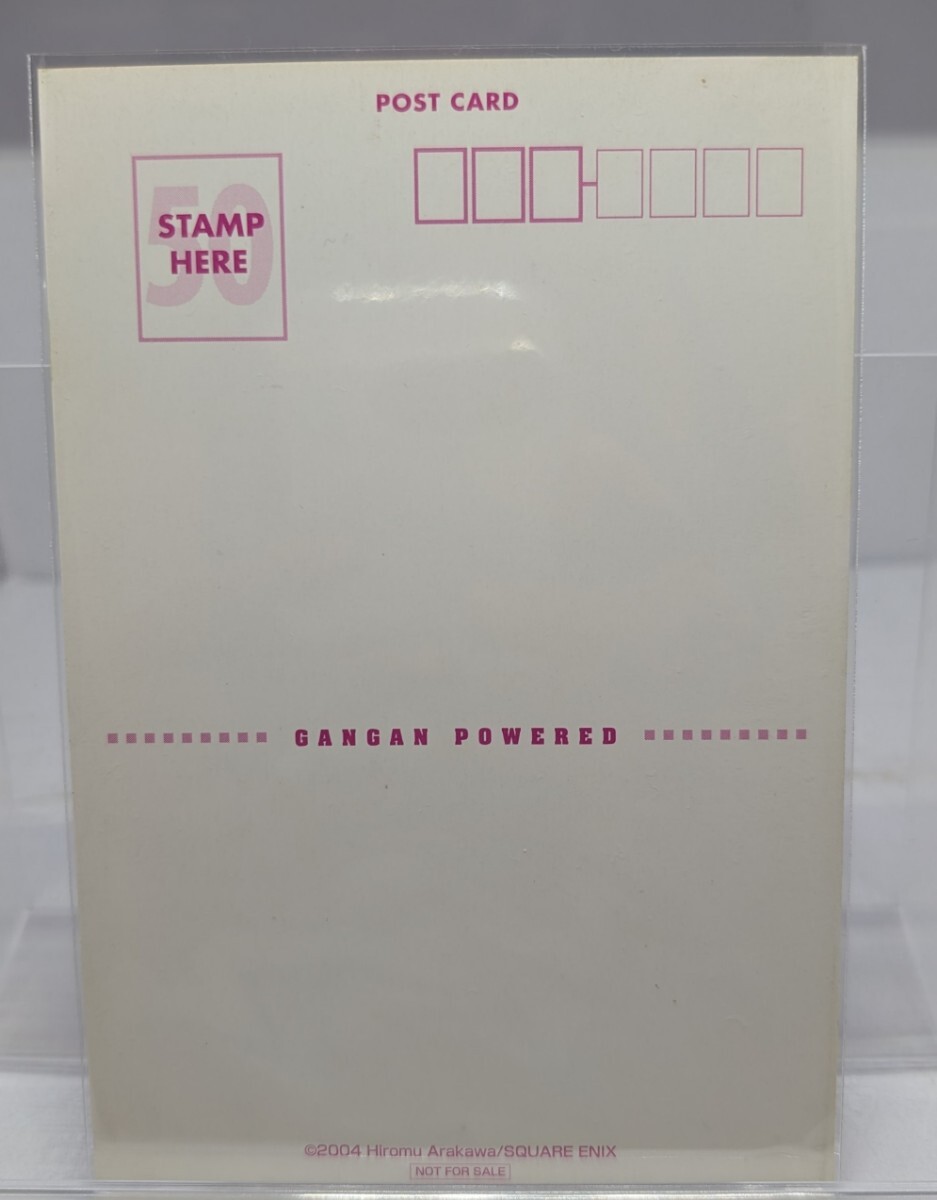 POST CARD
50
STAMP
HERE
GANGAN POWERED
©2004 Hiromu Arakawa/SQUARE ENIX
NOT FOR SALE